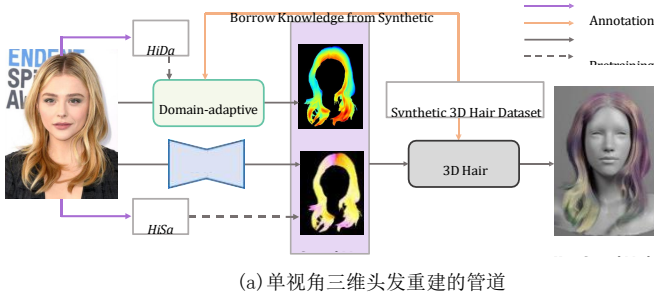 Borrow Knowledge from Synthetic
Annotation
HiDa
Domain-adaptive
Synthetic 3D Hair Dataset
3D Hair
HiSa
(a)单视角三维头发重建的管道